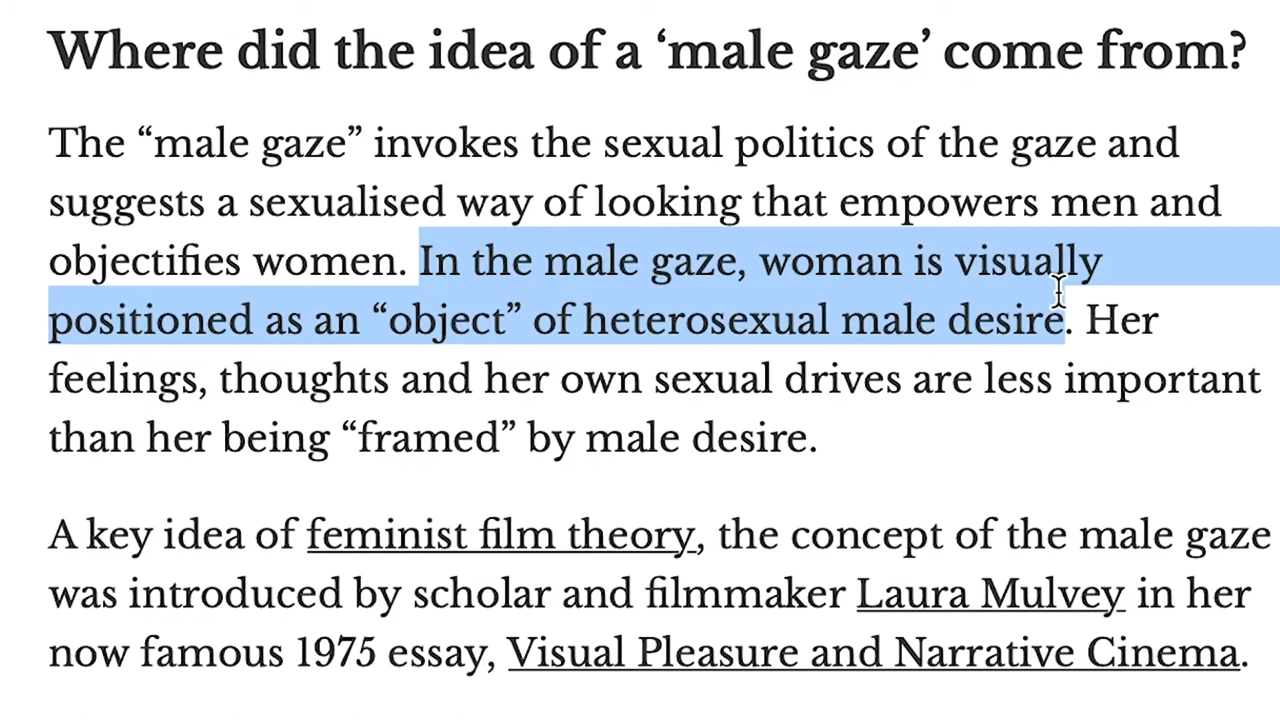 Where did the idea of a ‘male gaze’ come from?
The “male gaze” invokes the sexual politics of the gaze and
suggests a sexualised way of looking that empowers men and
objectifies women. In the male gaze, woman is visually
positioned as an “object” of heterosexual male desire. Her
feelings, thoughts and her own sexual drives are less important
than her being “framed” by male desire.
A key idea of feminist film theory, the concept of the male gaze
was introduced by scholar and filmmaker Laura Mulvey in her
now famous 1975 essay, Visual Pleasure and Narrative Cinema.